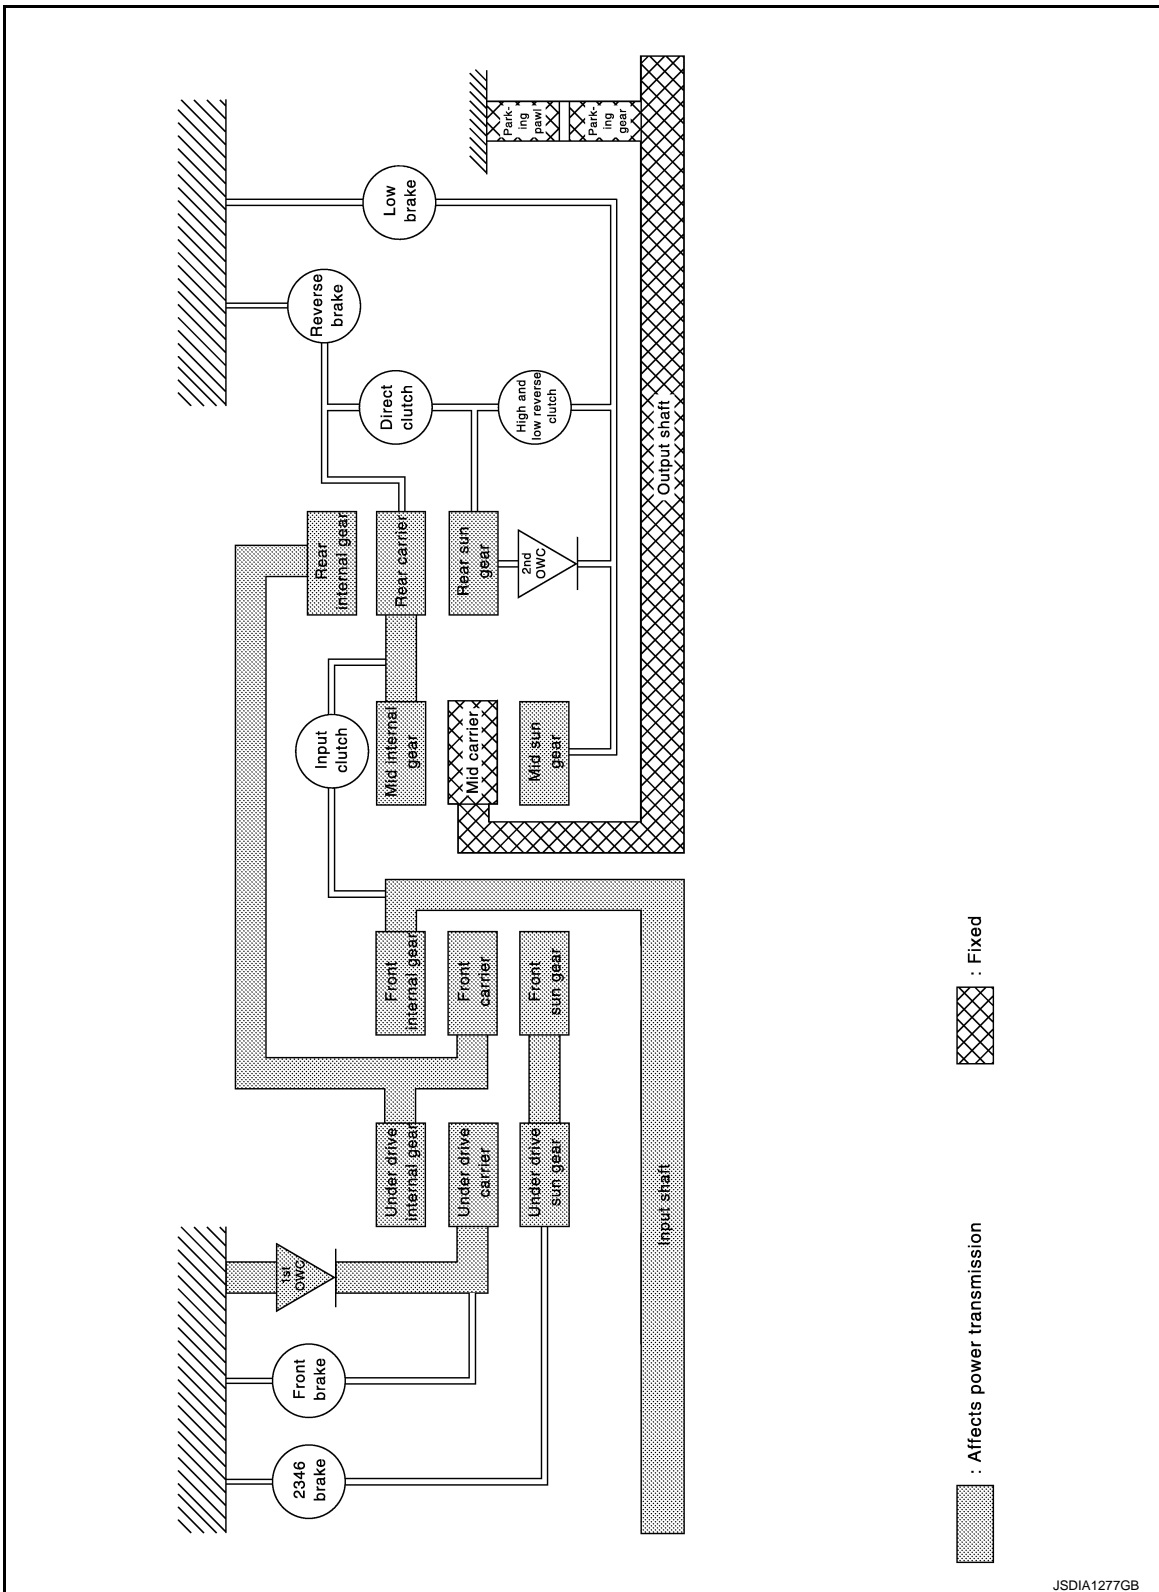 2346
brake
Front
brake
1st
OWC
Under drive
internal gear
Under drive
carrier
Under drive
sun gear
Front
internal gear
Front
carrier
Front
sun gear
Input shaft
Input
clutch
Mid internal
gear
Mid carrier
Mid sun
gear
Rear
internal gear
Rear carrier
Rear sun
gear
2nd
OWC
Reverse
brake
Direct
clutch
High and
low reverse
clutch
Low
brake
Output shaft
Park-
ing
pawl
Park-
ing
gear
: Affects power transmission
: Fixed
JSDIA1277GB